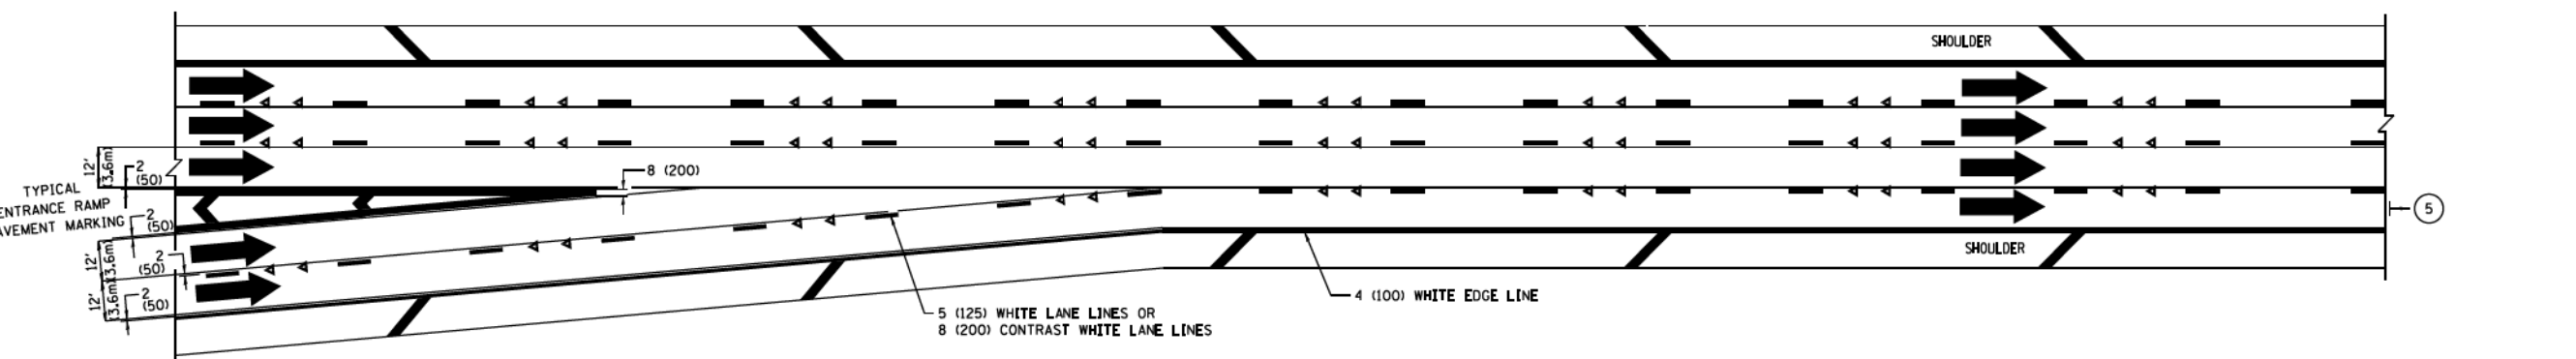 SHOULDER
12'
(3.6m)
2
(50)
8 (200)
TYPICAL
ENTRANCE RAMP
PAVEMENT MARKING
2
(50)
5
12'
(3.6m)
2
(50)
SHOULDER
12'
(3.6m)
2
(50)
4 (100) WHITE EDGE LINE
5 (125) WHITE LANE LINES OR
8 (200) CONTRAST WHITE LANE LINES